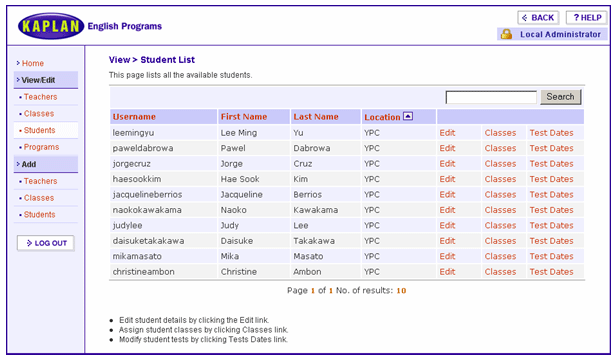 KAPLAN English Programs
BACK ? HELP
Local Administrator
Home
View/Edit
Teachers
Classes
Students
Programs
Add
Teachers
Classes
Students
LOG OUT
View > Student List
This page lists all the available students.
Search
Username First Name Last Name Location
leemingyu Lee Ming Yu YPC Edit Classes Test Dates
paweldabrowa Pawel Dabrowa YPC Edit Classes Test Dates
jorgecruz Jorge Cruz YPC Edit Classes Test Dates
haesookkim Hae Sook Kim YPC Edit Classes Test Dates
jacquelineberrios Jacqueline Berrios YPC Edit Classes Test Dates
naokokawakama Naoko Kawakama YPC Edit Classes Test Dates
judylee Judy Lee YPC Edit Classes Test Dates
daisuketakakawa Daisuke Takakawa YPC Edit Classes Test Dates
mikamasato Mika Masato YPC Edit Classes Test Dates
christineambon Christine Ambon YPC Edit Classes Test Dates
Page 1 of 1 No. of results: 10
• Edit student details by clicking the Edit link.
• Assign student classes by clicking Classes link.
• Modify student tests by clicking Tests Dates link.